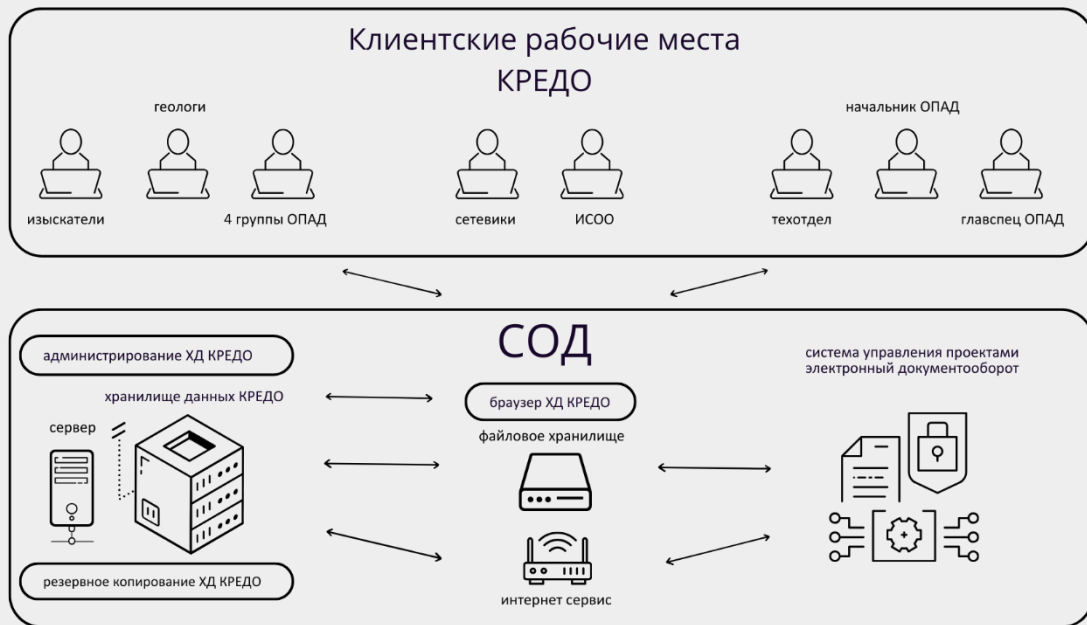 Клиентские рабочие места
КРЕДО
геологи
начальник ОПАД
изыскатели
4 группы ОПАД
сетевики
ИСОО
техотдел
главспец ОПАД
СОД
администрирование ХД КРЕДО
хранилище данных КРЕДО
сервер
резервное копирование ХД КРЕДО
браузер ХД КРЕДО
файловое хранилище
интернет сервис
система управления проектами
электронный документооборот